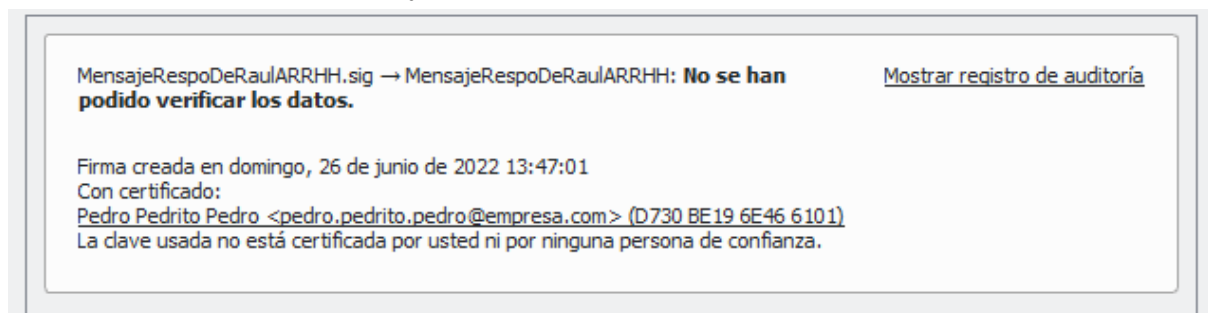 MensajeRespoDeRaulARRHH.sig → MensajeRespoDeRaulARRHH: No se han
podido verificar los datos.
Mostrar registro de auditoría
Firma creada en domingo, 26 de junio de 2022 13:47:01
Con certificado:
Pedro Pedrito Pedro <pedro.pedrito.pedro@empresa.com> (D730 BE19 6E46 6101)
La clave usada no está certificada por usted ni por ninguna persona de confianza.